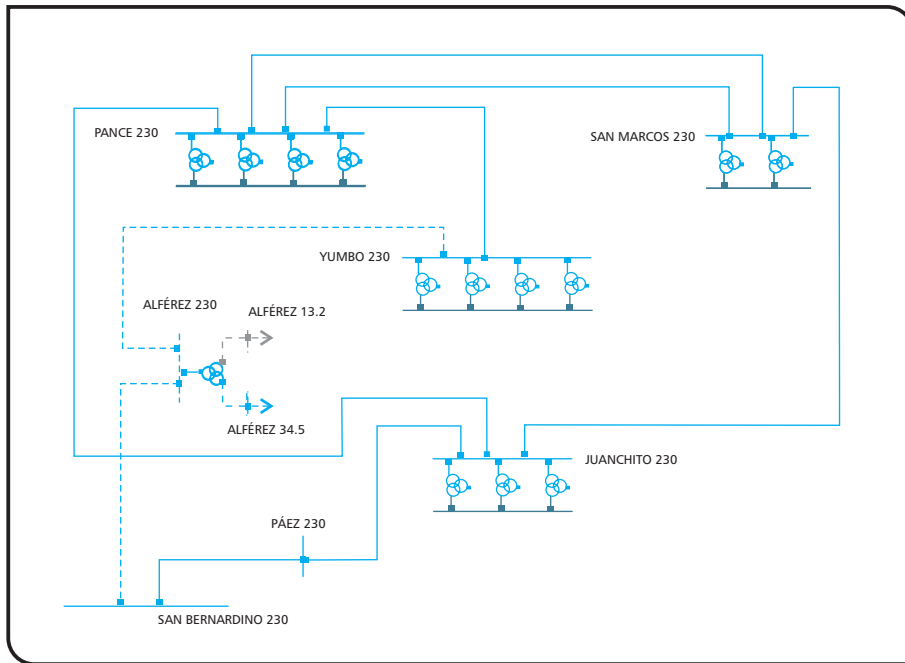 PANCE 230
SAN MARCOS 230
YUMBO 230
ALFÉREZ 230
ALFÉREZ 13.2
ALFÉREZ 34.5
JUANCHITO 230
PÁEZ 230
SAN BERNARDINO 230